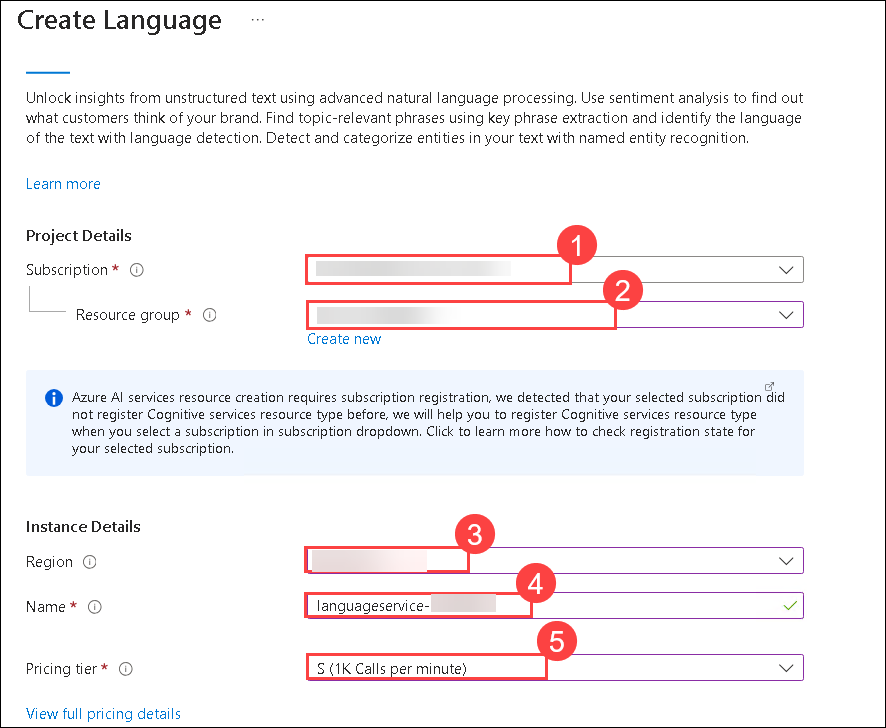 Create Language ...
Unlock insights from unstructured text using advanced natural language processing. Use sentiment analysis to find out
what customers think of your brand. Find topic-relevant phrases using key phrase extraction and identify the language
of the text with language detection. Detect and categorize entities in your text with named entity recognition.
Learn more
Project Details
1
Subscription *
2
Resource group *
Create new
Azure AI services resource creation requires subscription registration, we detected that your selected subscription did
not register Cognitive services resource type before, we will help you to register Cognitive services resource type
when you select a subscription in subscription dropdown. Click to learn more how to check registration state for
your selected subscription.
Instance Details
3
Region
4
Name * languageservice-
5
Pricing tier * S (1K Calls per minute)
View full pricing details